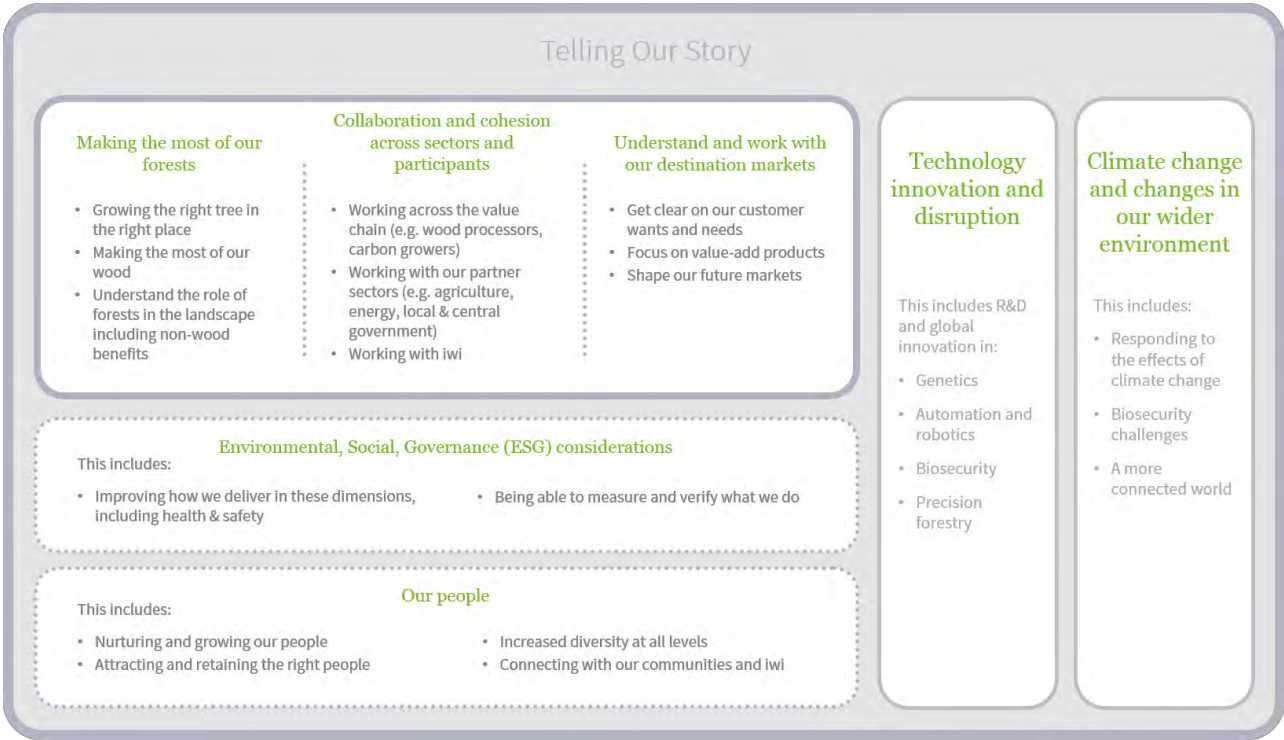 Telling Our Story
Making the most of our
forests
• Growing the right tree in
the right place
• Making the most of our
wood
• Understand the role of
forests in the landscape
including non-wood
benefits
Collaboration and cohesion
across sectors and
participants
• Working across the value
chain (e.g. wood processors,
carbon growers)
• Working with our partner
sectors (e.g. agriculture,
energy, local & central
government)
• Working with iwi
Understand and work with
our destination markets
• Get clear on our customer
wants and needs
• Focus on value-add products
• Shape our future markets
Environmental, Social, Governance (ESG) considerations
This includes:
• Improving how we deliver in these dimensions,
including health & safety
• Being able to measure and verify what we do
Our people
This includes:
• Nurturing and growing our people
• Attracting and retaining the right people
• Increased diversity at all levels
• Connecting with our communities and iwi
Technology
innovation and
disruption
This includes R&D
and global
innovation in:
• Genetics
• Automation and
robotics
• Biosecurity
• Precision
forestry
Climate change
and changes in
our wider
environment
This includes:
• Responding to
the effects of
climate change
• Biosecurity
challenges
• A more
connected world